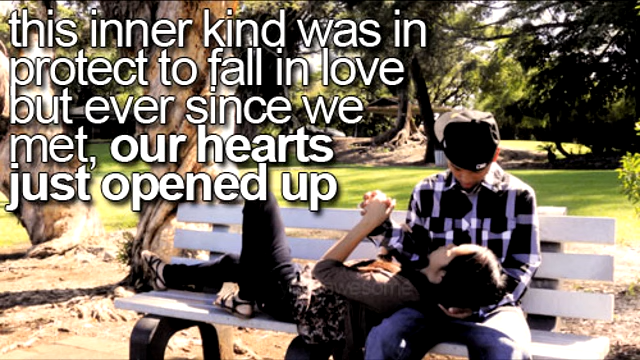 this inner kind was in
protect to fall in love
but ever since we
met, our hearts
just opened up